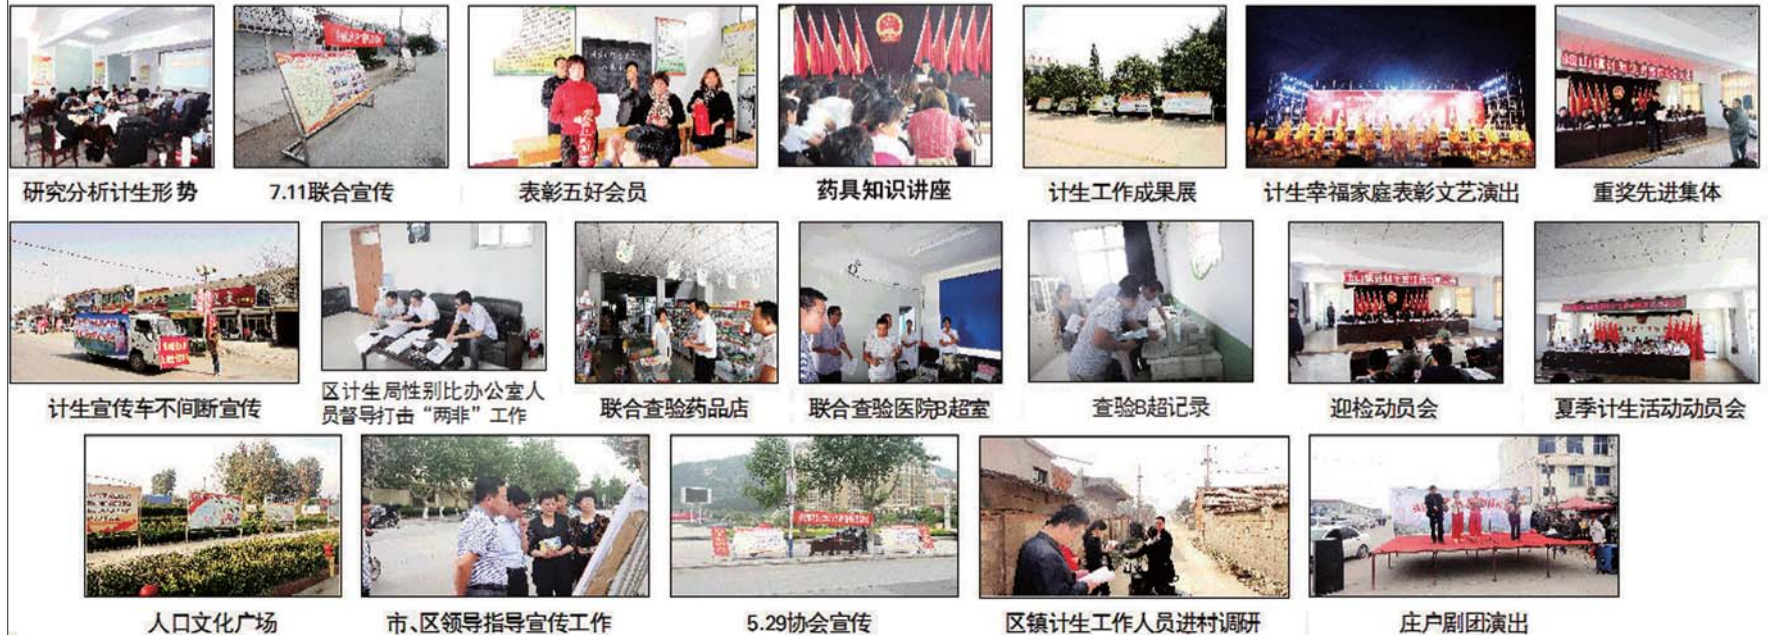 研究分析计生形势
7.11联合宣传
表彰五好会员
药具知识讲座
计生工作成果展
计生幸福家庭表彰文艺演出
重奖先进集体
计生宣传车不间断宣传
区计生局性别比办公室人
员督导打击“两非”工作
联合查验药品店
联合查验医院B超室
查验B超记录
迎检动员会
夏季计生活动动员会
人口文化广场
市、区领导指导宣传工作
5.29协会宣传
区镇计生工作人员进村调研
庄户剧团演出